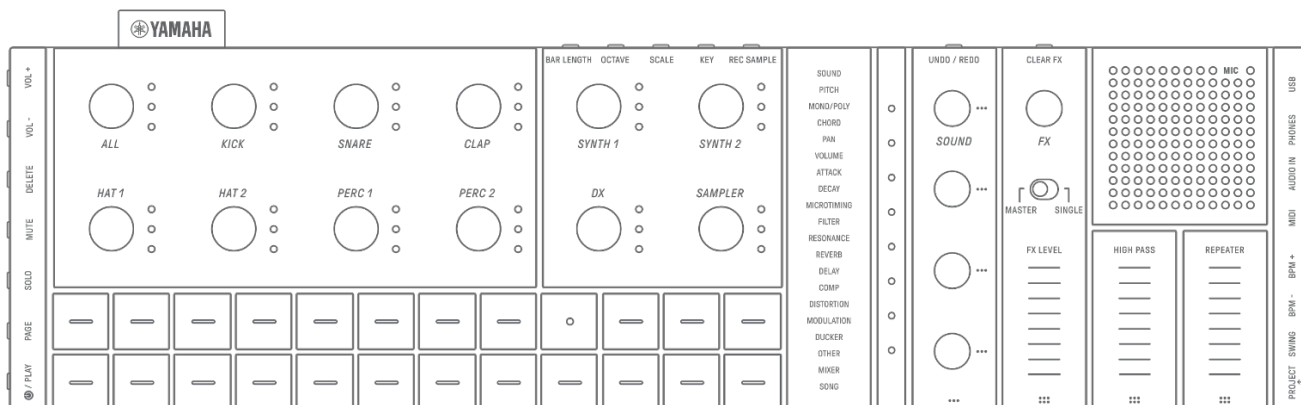 YAMAHA
BAR LENGTH OCTAVE SCALE KEY REC SAMPLE
UNDO / REDO
CLEAR FX
VOL +
VOL -
DELETE
MUTE
SOLO
PAGE
/ PLAY
ALL KICK SNARE CLAP SYNTH 1 SYNTH 2
HAT 1 HAT 2 PERC 1 PERC 2 DX SAMPLER
SOUND
PITCH
MONO/POLY
CHORD
PAN
VOLUME
ATTACK
DECAY
MICROTIMING
FILTER
RESONANCE
REVERB
DELAY
COMP
DISTORTION
MODULATION
DUCKER
OTHER
MIXER
SONG
SOUND
FX
MASTER SINGLE
FX LEVEL
MIC
HIGH PASS
REPEATER
USB
PHONES
AUDIO IN
MIDI
BPM +
BPM -
SWING
PROJECT